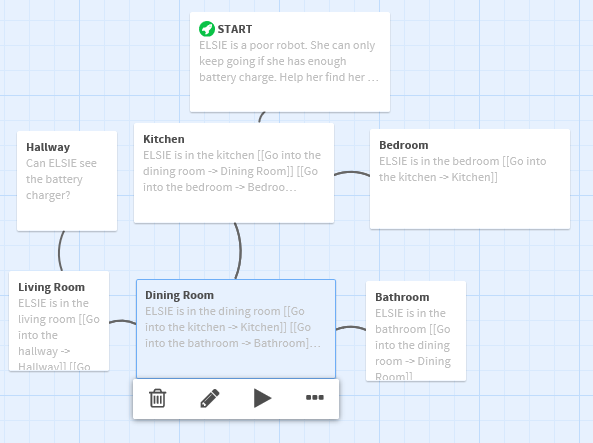 START
ELSIE is a poor robot. She can only
keep going if she has enough
battery charge. Help her find her ...
Hallway
Can ELSIE see
the battery
charger?
Kitchen
ELSIE is in the kitchen [[Go into the
dining room -> Dining Room]] [[Go
into the bedroom -> Bedroo...
Bedroom
ELSIE is in the bedroom [[Go into
the kitchen -> Kitchen]]
Living Room
ELSIE is in the
living room [[Go
into the
hallway ->
Hallway]] [[Go
Dining Room
ELSIE is in the dining room [[Go
into the kitchen -> Kitchen]] [[Go
into the bathroom -> Bathroom]...
Bathroom
ELSIE is in the
bathroom [[Go
into the dining
room -> Dining
Room]]